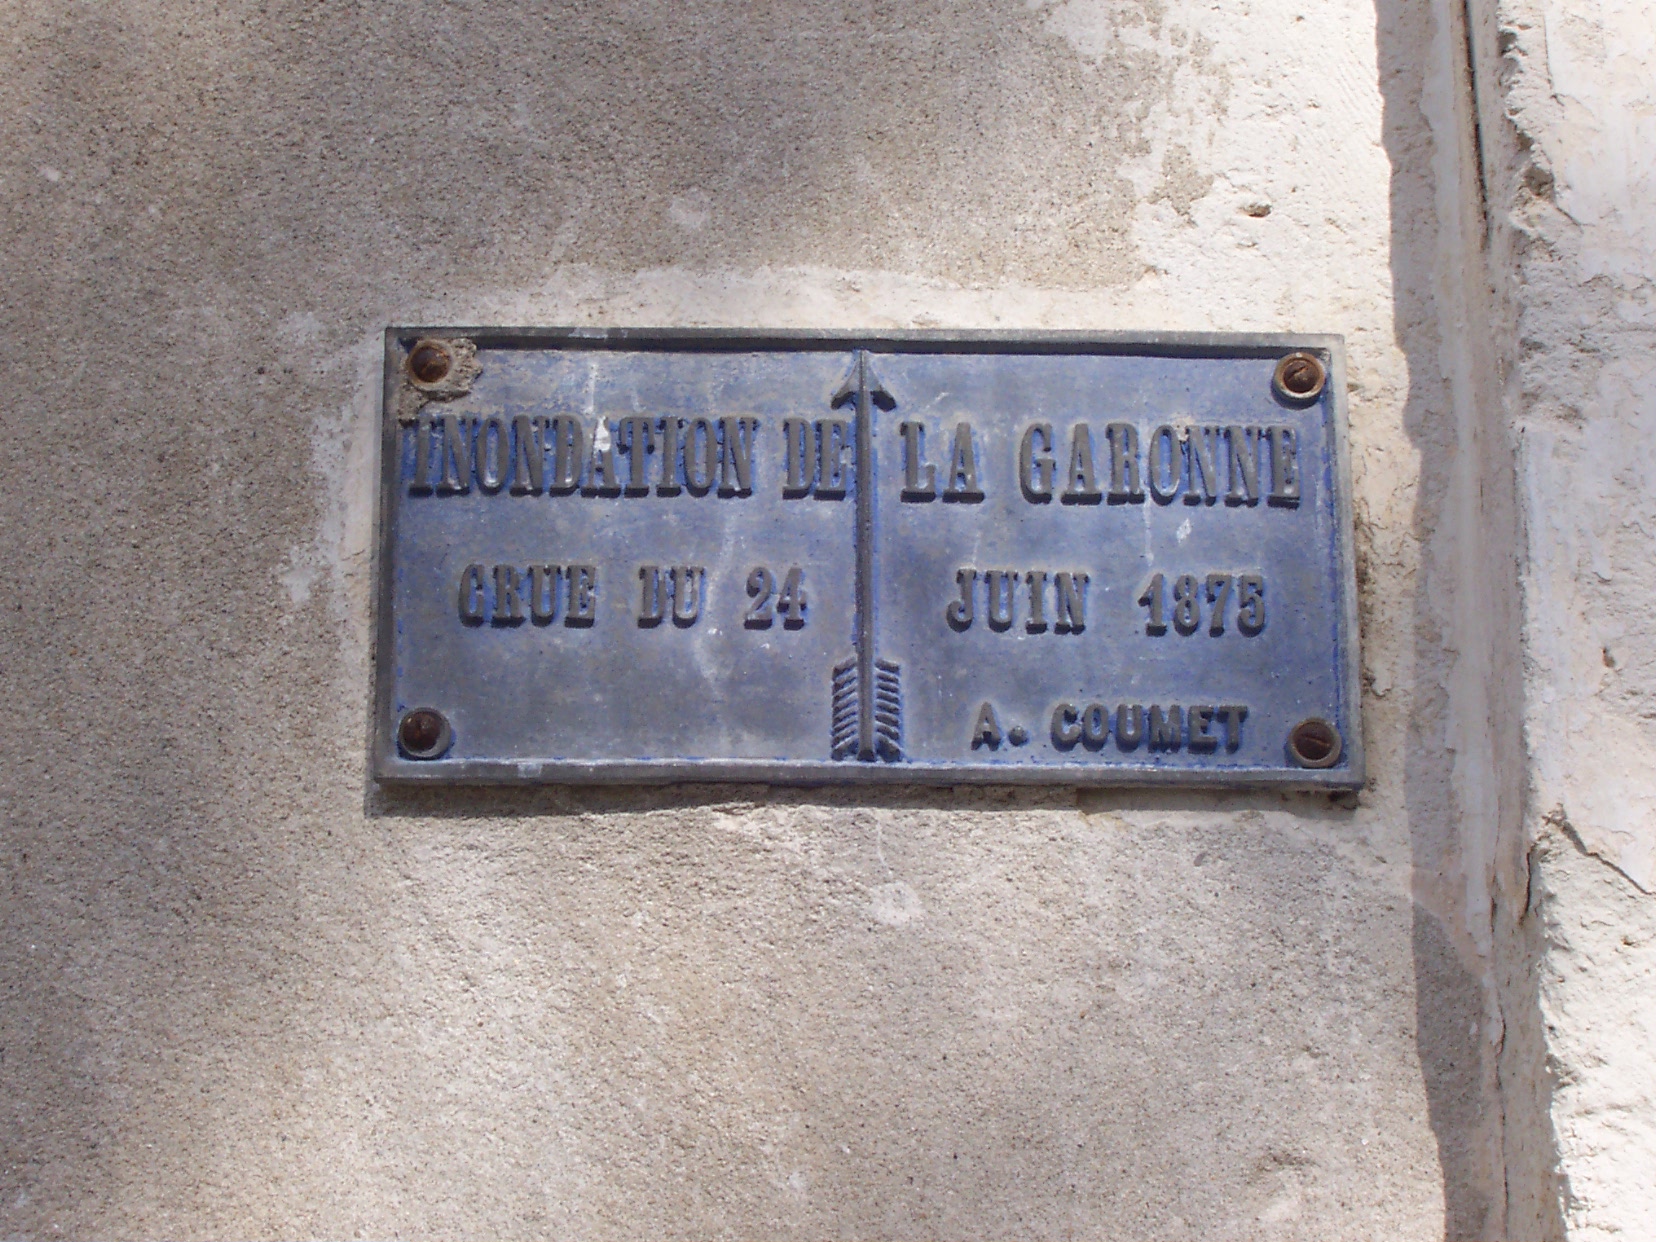 INONDATION DE LA GARONNE
CRUE DU 24 JUIN 1875
A. COUMET